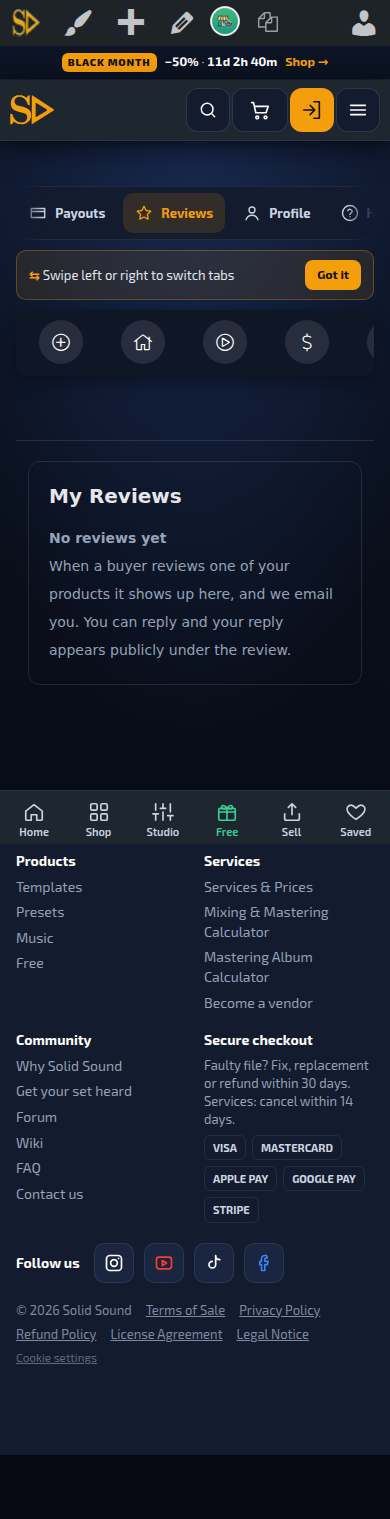 BLACK MONTH −50% · 11d 2h 40m Shop →
Payouts Reviews Profile
⇆ Swipe left or right to switch tabs Got it
My Reviews
No reviews yet
When a buyer reviews one of your
products it shows up here, and we email
you. You can reply and your reply
appears publicly under the review.
Home Shop Studio Free Sell Saved
Products
Templates
Presets
Music
Free
Services
Services & Prices
Mixing & Mastering
Calculator
Mastering Album
Calculator
Become a vendor
Community
Why Solid Sound
Get your set heard
Forum
Wiki
FAQ
Contact us
Secure checkout
Faulty file? Fix, replacement
or refund within 30 days.
Services: cancel within 14
days.
VISA MASTERCARD
APPLE PAY GOOGLE PAY
STRIPE
Follow us
© 2026 Solid Sound Terms of Sale Privacy Policy
Refund Policy License Agreement Legal Notice
Cookie settings